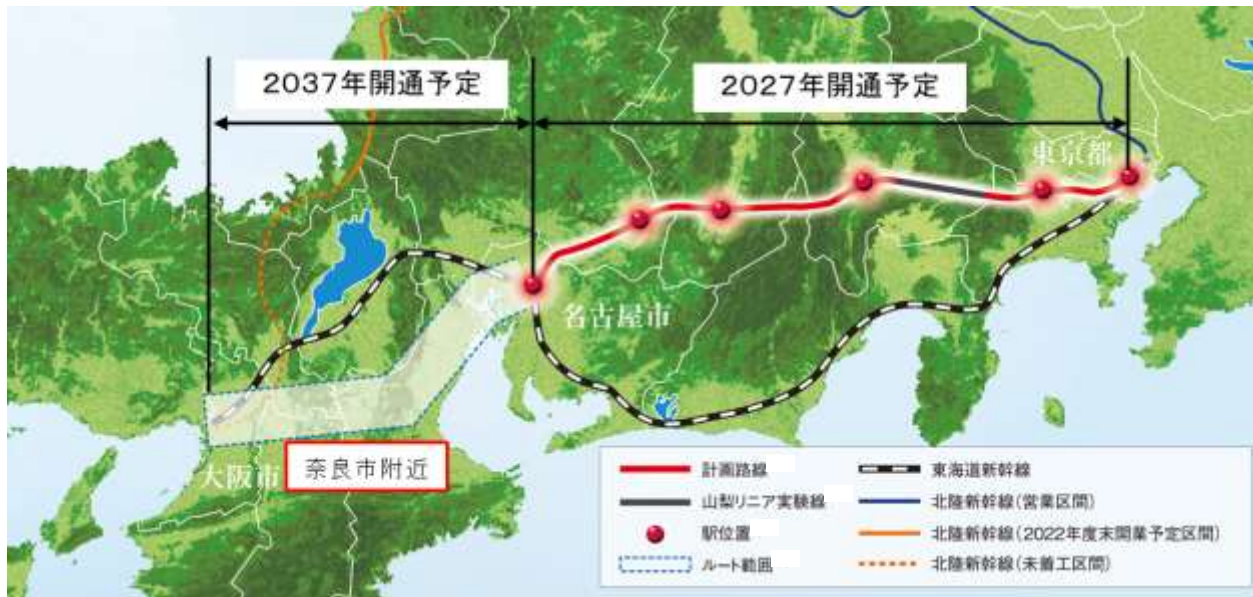 2037年開通予定
2027年開通予定
東京都
名古屋市
大阪市
奈良市附近
計画路線
山梨リニア実験線
駅位置
ルート範囲
東海道新幹線
北陸新幹線(営業区間)
北陸新幹線(2022年度末開業予定区間)
北陸新幹線(未着工区間)